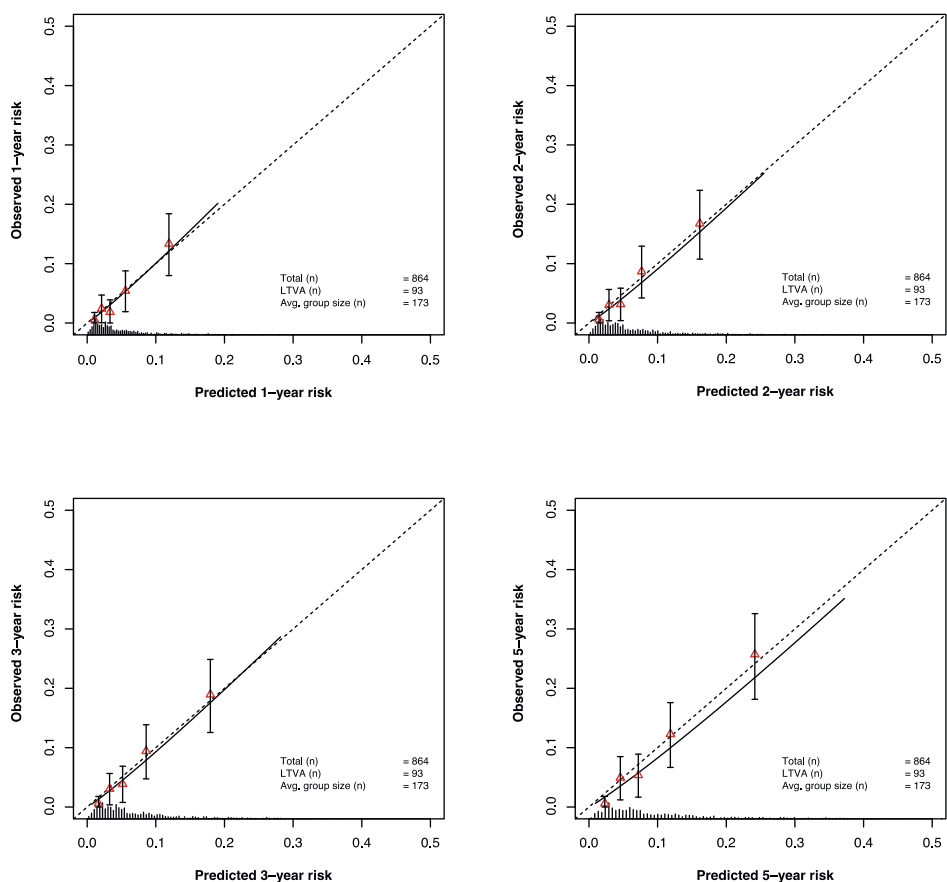 0.5
0.4
0.3
0.2
0.1
0.0
Observed 1–year risk
Total (n) = 864
LTVA (n) = 93
Avg. group size (n) = 173
0.0 0.1 0.2 0.3 0.4 0.5
Predicted 1–year risk
0.5
0.4
0.3
0.2
0.1
0.0
Observed 2–year risk
Total (n) = 864
LTVA (n) = 93
Avg. group size (n) = 173
0.0 0.1 0.2 0.3 0.4 0.5
Predicted 2–year risk
0.5
0.4
0.3
0.2
0.1
0.0
Observed 3–year risk
Total (n) = 864
LTVA (n) = 93
Avg. group size (n) = 173
0.0 0.1 0.2 0.3 0.4 0.5
Predicted 3–year risk
0.5
0.4
0.3
0.2
0.1
0.0
Observed 5–year risk
Total (n) = 864
LTVA (n) = 93
Avg. group size (n) = 173
0.0 0.1 0.2 0.3 0.4 0.5
Predicted 5–year risk